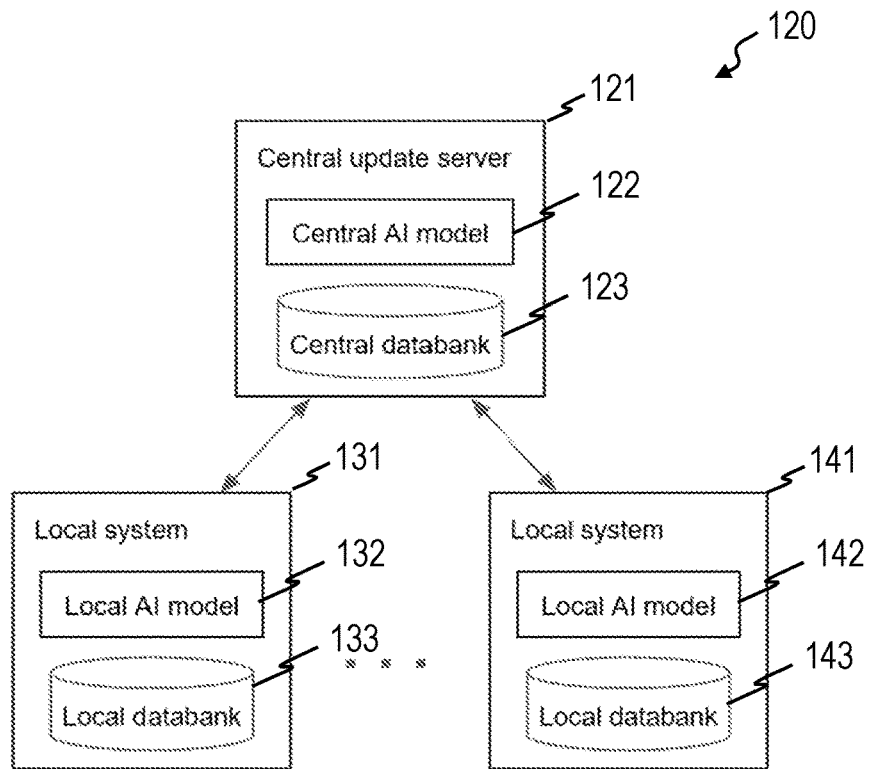 120
121
Central update server
122
Central AI model
123
Central databank
131
Local system
132
Local AI model
133
Local databank
141
Local system
142
Local AI model
143
Local databank